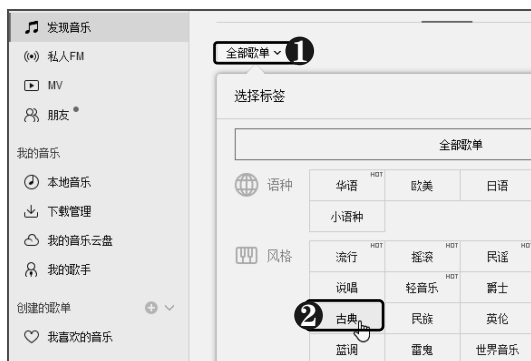 发现音乐
私人FM
MV
朋友
我的音乐
本地音乐
下载管理
我的音乐云盘
我的歌手
创建的歌单
我喜欢的音乐
全部歌单
1
选择标签
全部歌单
语种
华语 HOT
欧美
日语
小语种
风格
流行 HOT
摇滚 HOT
民谣 HOT
说唱
轻音乐 HOT
爵士
2
古典
民族
英伦
蓝调
雷鬼
世界音乐